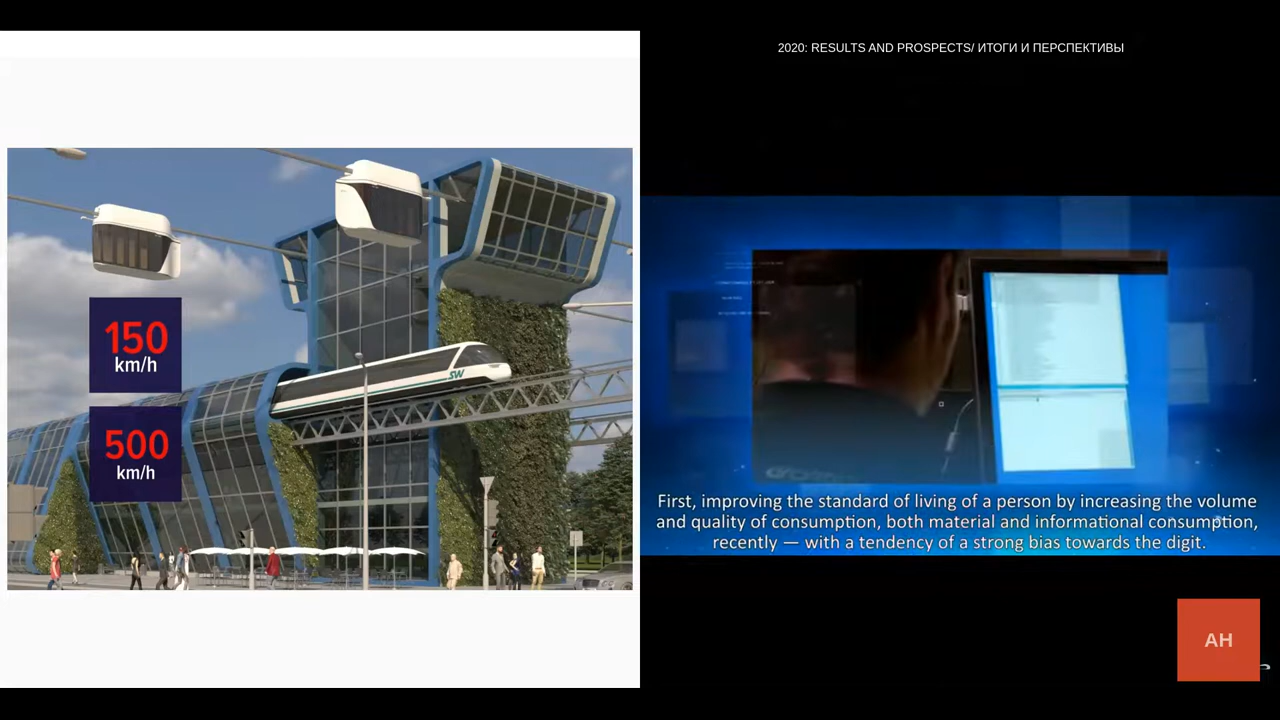 2020: RESULTS AND PROSPECTS/ ИТОГИ И ПЕРСПЕКТИВЫ
150
km/h
500
km/h
SW
First, improving the standard of living of a person by increasing the volume
and quality of consumption, both material and informational consumption,
recently — with a tendency of a strong bias towards the digit.
AH